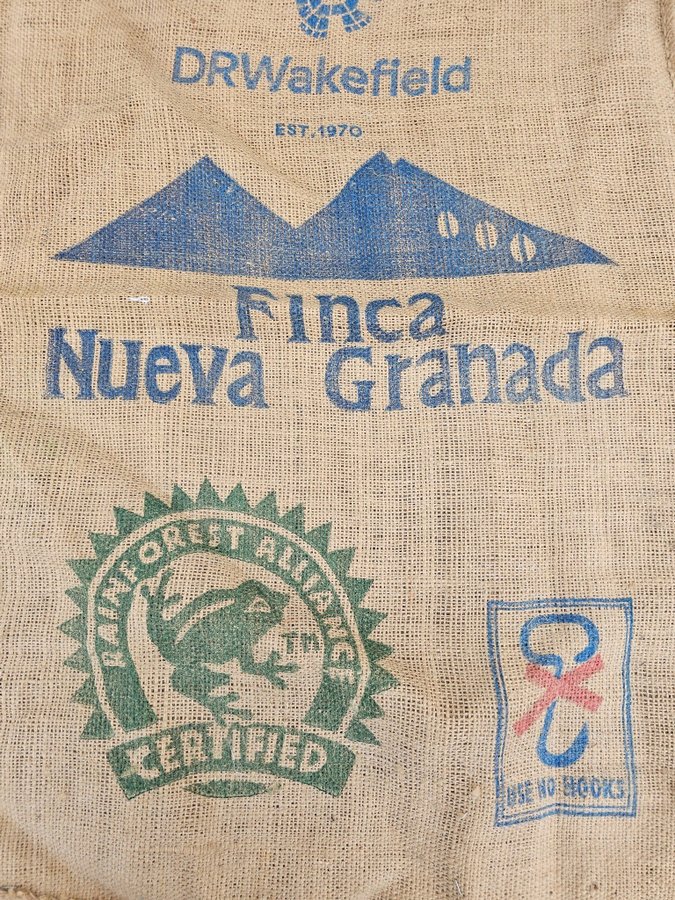 DRWakefield
EST, 1970
Finca
Nueva Granada
RAINFOREST ALLIANCE
TM
CERTIFIED
USE NO HOOKS